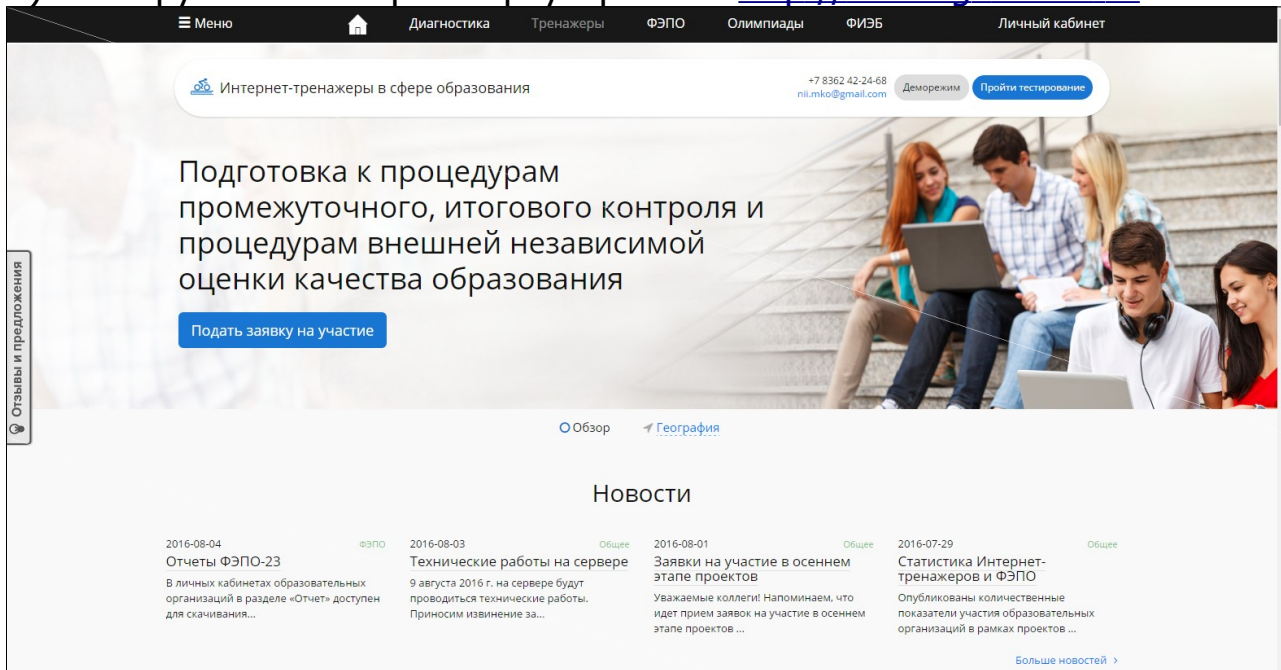 Меню
Диагностика Тренажеры ФЭПО Олимпиады ФИЭБ Личный кабинет
Интернет-тренажеры в сфере образования
+7 8362 42-24-68
nii.mko@gmail.com
Деморежим Пройти тестирование
Подготовка к процедурам
промежуточного, итогового контроля и
процедурам внешней независимой
оценки качества образования
Подать заявку на участие
Отзывы и предложения
Обзор География
Новости
2016-08-04 ФЭПО
Отчеты ФЭПО-23
В личных кабинетах образовательных
организаций в разделе «Отчет» доступен
для скачивания...
2016-08-03 Общее
Технические работы на сервере
9 августа 2016 г. на сервере будут
проводиться технические работы.
Приносим извинение за...
2016-08-01 Общее
Заявки на участие в осеннем
этапе проектов
Уважаемые коллеги! Напоминаем, что
идет прием заявок на участие в осеннем
этапе проектов ...
2016-07-29 Общее
Статистика Интернет-
тренажеров и ФЭПО
Опубликованы количественные
показатели участия образовательных
организаций в рамках проектов ...
Больше новостей